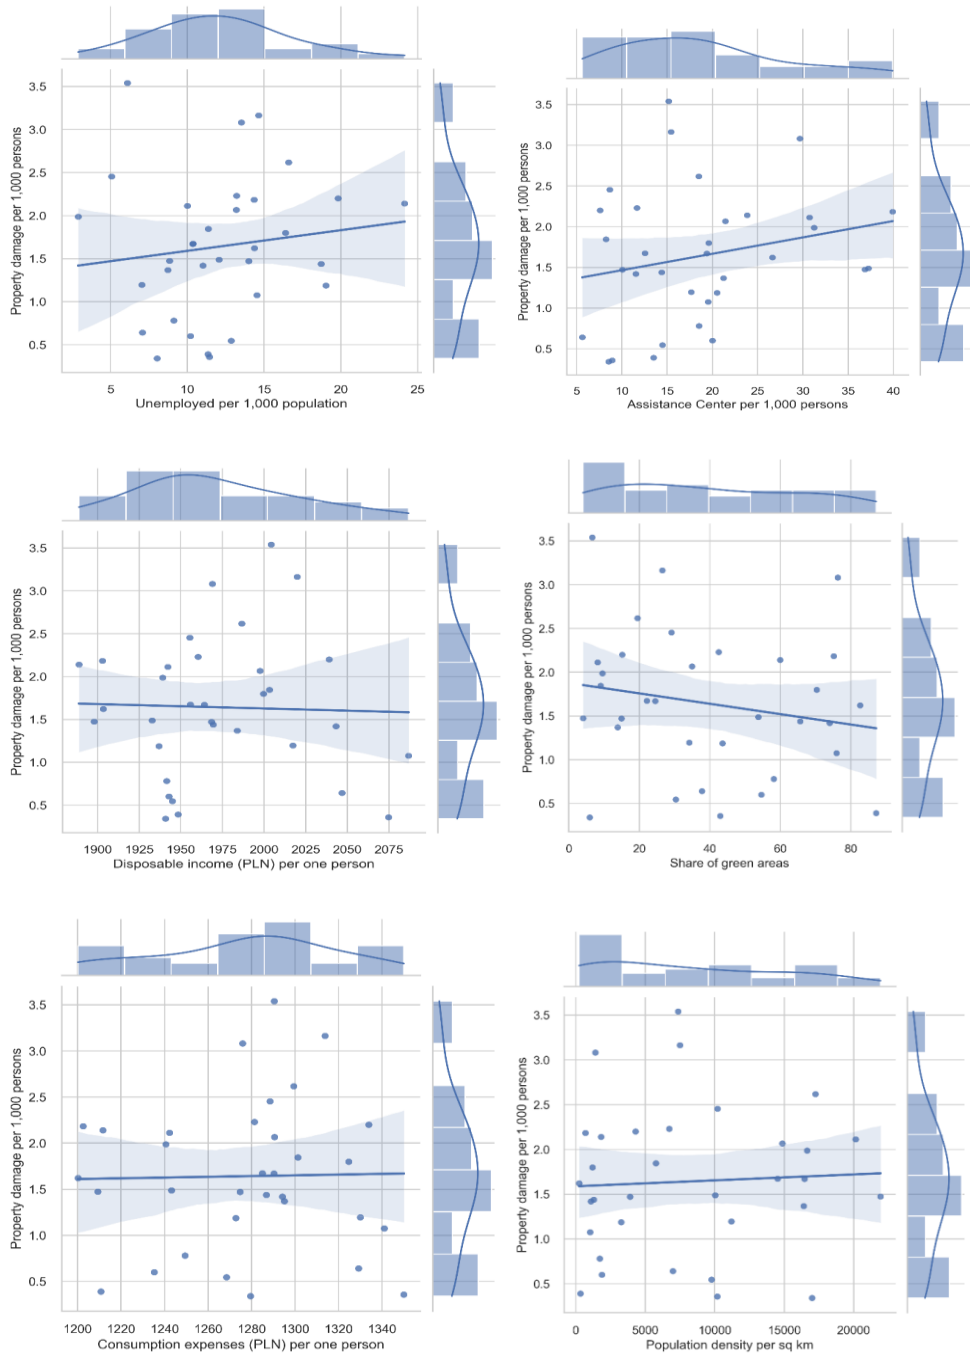 Property damage per 1,000 persons
3.5
3.0
2.5
2.0
1.5
1.0
0.5
5 10 15 20 25
Unemployed per 1,000 population
Property damage per 1,000 persons
3.5
3.0
2.5
2.0
1.5
1.0
0.5
5 10 15 20 25 30 35 40
Assistance Center per 1,000 persons
Property damage per 1,000 persons
3.5
3.0
2.5
2.0
1.5
1.0
0.5
1900 1925 1950 1975 2000 2025 2050 2075
Disposable income (PLN) per one person
Property damage per 1,000 persons
3.5
3.0
2.5
2.0
1.5
1.0
0.5
0 20 40 60 80
Share of green areas
Property damage per 1,000 persons
3.5
3.0
2.5
2.0
1.5
1.0
0.5
1200 1220 1240 1260 1280 1300 1320 1340
Consumption expenses (PLN) per one person
Property damage per 1,000 persons
3.5
3.0
2.5
2.0
1.5
1.0
0.5
0 5000 10000 15000 20000
Population density per sq km